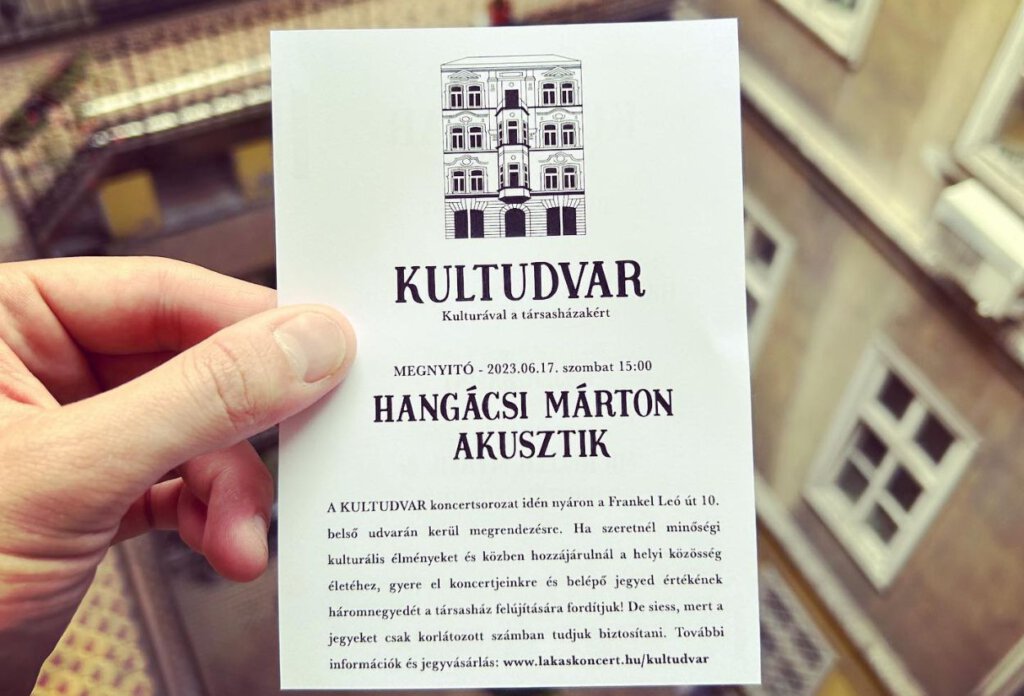 KULTUDVAR
Kulturával a társasházakért
MEGNYITÓ - 2023.06.17. szombat 15:00
HANGÁCSI MÁRTON
AKUSZTIK
A KULTUDVAR koncertsorozat idén nyáron a Frankel Leó út 10.
belső udvarán kerül megrendezésre. Ha szeretnél minőségi
kulturális élményeket és közben hozzájárulnál a helyi közösség
életéhez, gyere el koncertjeinkre és belépő jegyed értékének
háromnegyedét a társasház felújítására fordítjuk! De siess, mert a
jegyeket csak korlátozott számban tudjuk biztosítani. További
információk és jegyvásárlás: www.lakaskoncert.hu/kultudvar